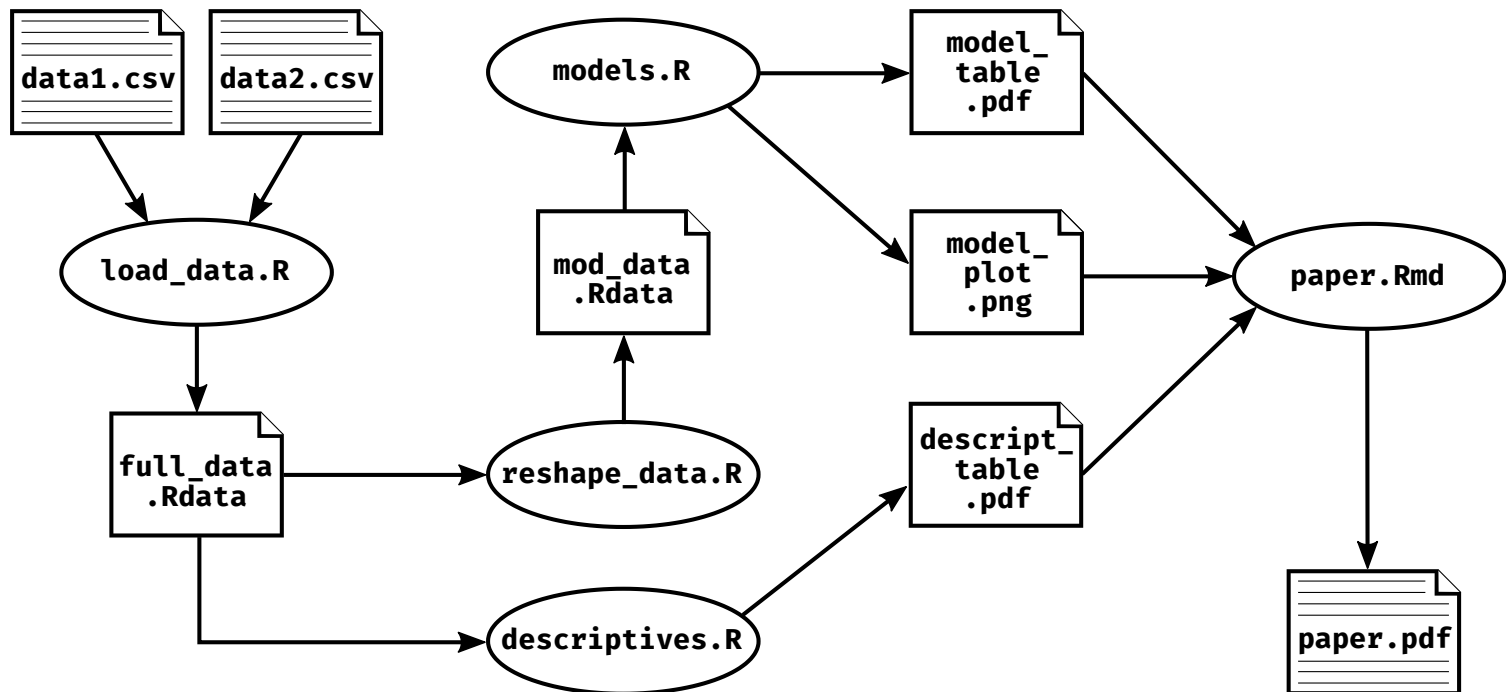 data1.csv
data2.csv
models.R
model_
table
.pdf
load_data.R
mod_data
.Rdata
model_
plot
.png
paper.Rmd
full_data
.Rdata
reshape_data.R
descript_
table
.pdf
descriptives.R
paper.pdf